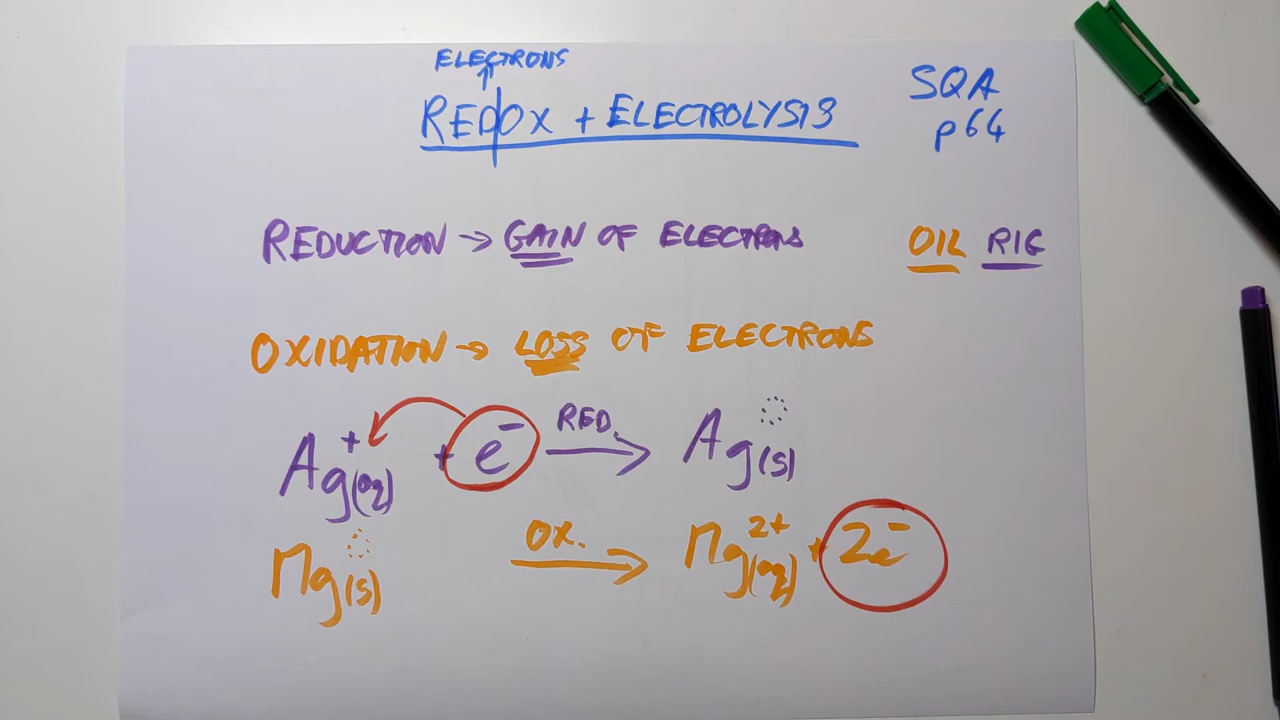 ELECTRONS
REDOX + ELECTROLYSIS
SQA
p64
REDUCTION → GAIN OF ELECTRONS
OIL RIG
OXIDATION → LOSS OF ELECTRONS
Ag⁺(aq) + e⁻ RED. → Ag(s)
Mg(s) OX. → Mg²⁺(aq) + 2e⁻